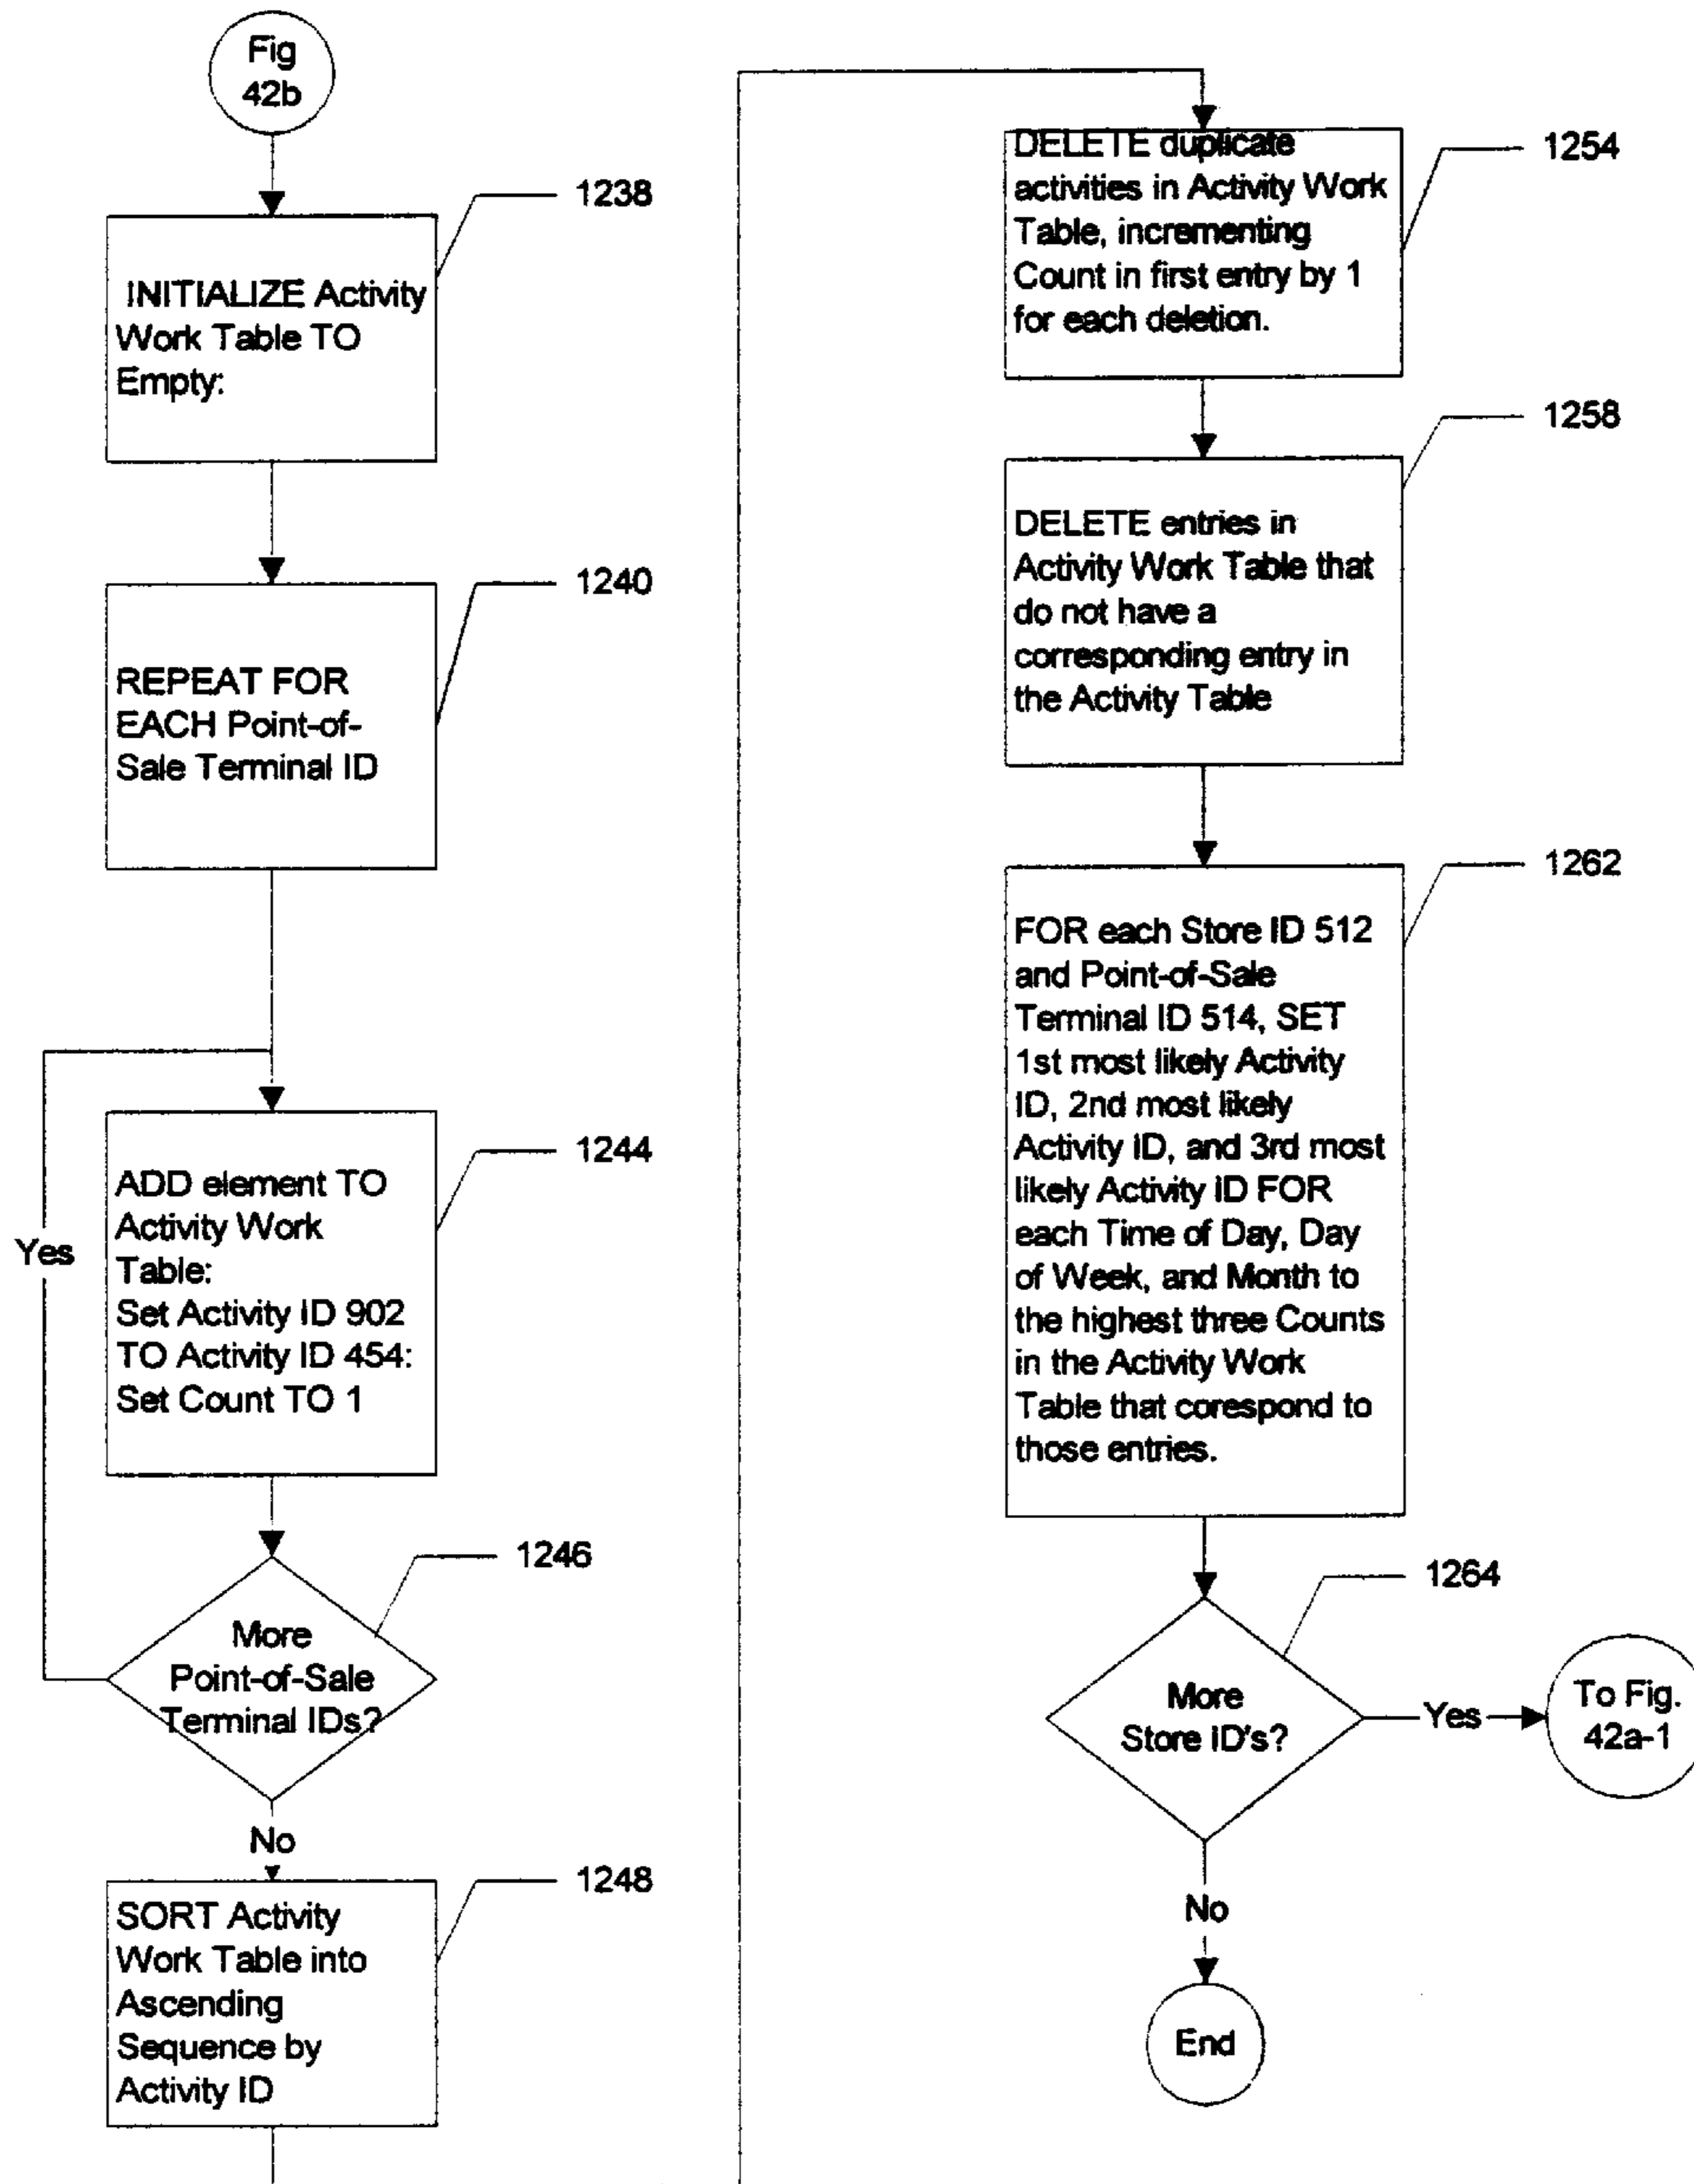 Fig
42b
1238
INITIALIZE Activity
Work Table TO
Empty:
1240
REPEAT FOR
EACH Point-of-
Sale Terminal ID
1244
ADD element TO
Activity Work
Table:
Set Activity ID 902
TO Activity ID 454:
Set Count TO 1
Yes
1246
More
Point-of-Sale
Terminal IDs?
No
1248
SORT Activity
Work Table into
Ascending
Sequence by
Activity ID
DELETE duplicate
activities in Activity Work
Table, incrementing
Count in first entry by 1
for each deletion.
1254
1258
DELETE entries in
Activity Work Table that
do not have a
corresponding entry in
the Activity Table
1262
FOR each Store ID 512
and Point-of-Sale
Terminal ID 514, SET
1st most likely Activity
ID, 2nd most likely
Activity ID, and 3rd most
likely Activity ID FOR
each Time of Day, Day
of Week, and Month to
the highest three Counts
in the Activity Work
Table that corespond to
those entries.
1264
More
Store ID's?
Yes
To Fig.
42a-1
No
End